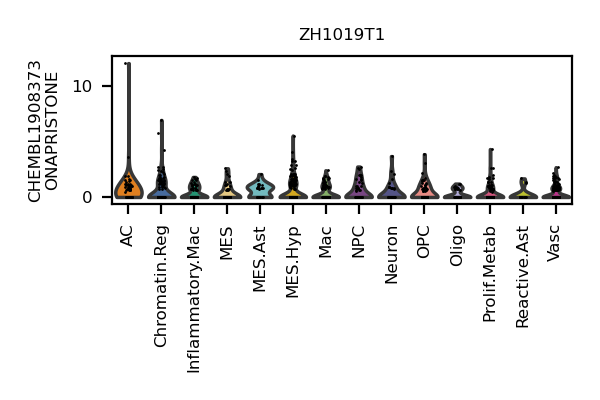 ZH1019T1
CHEMBL1908373
ONAPRISTONE
10
0
AC
Chromatin.Reg
Inflammatory.Mac
MES
MES.Ast
MES.Hyp
Mac
NPC
Neuron
OPC
Oligo
Prolif.Metab
Reactive.Ast
Vasc